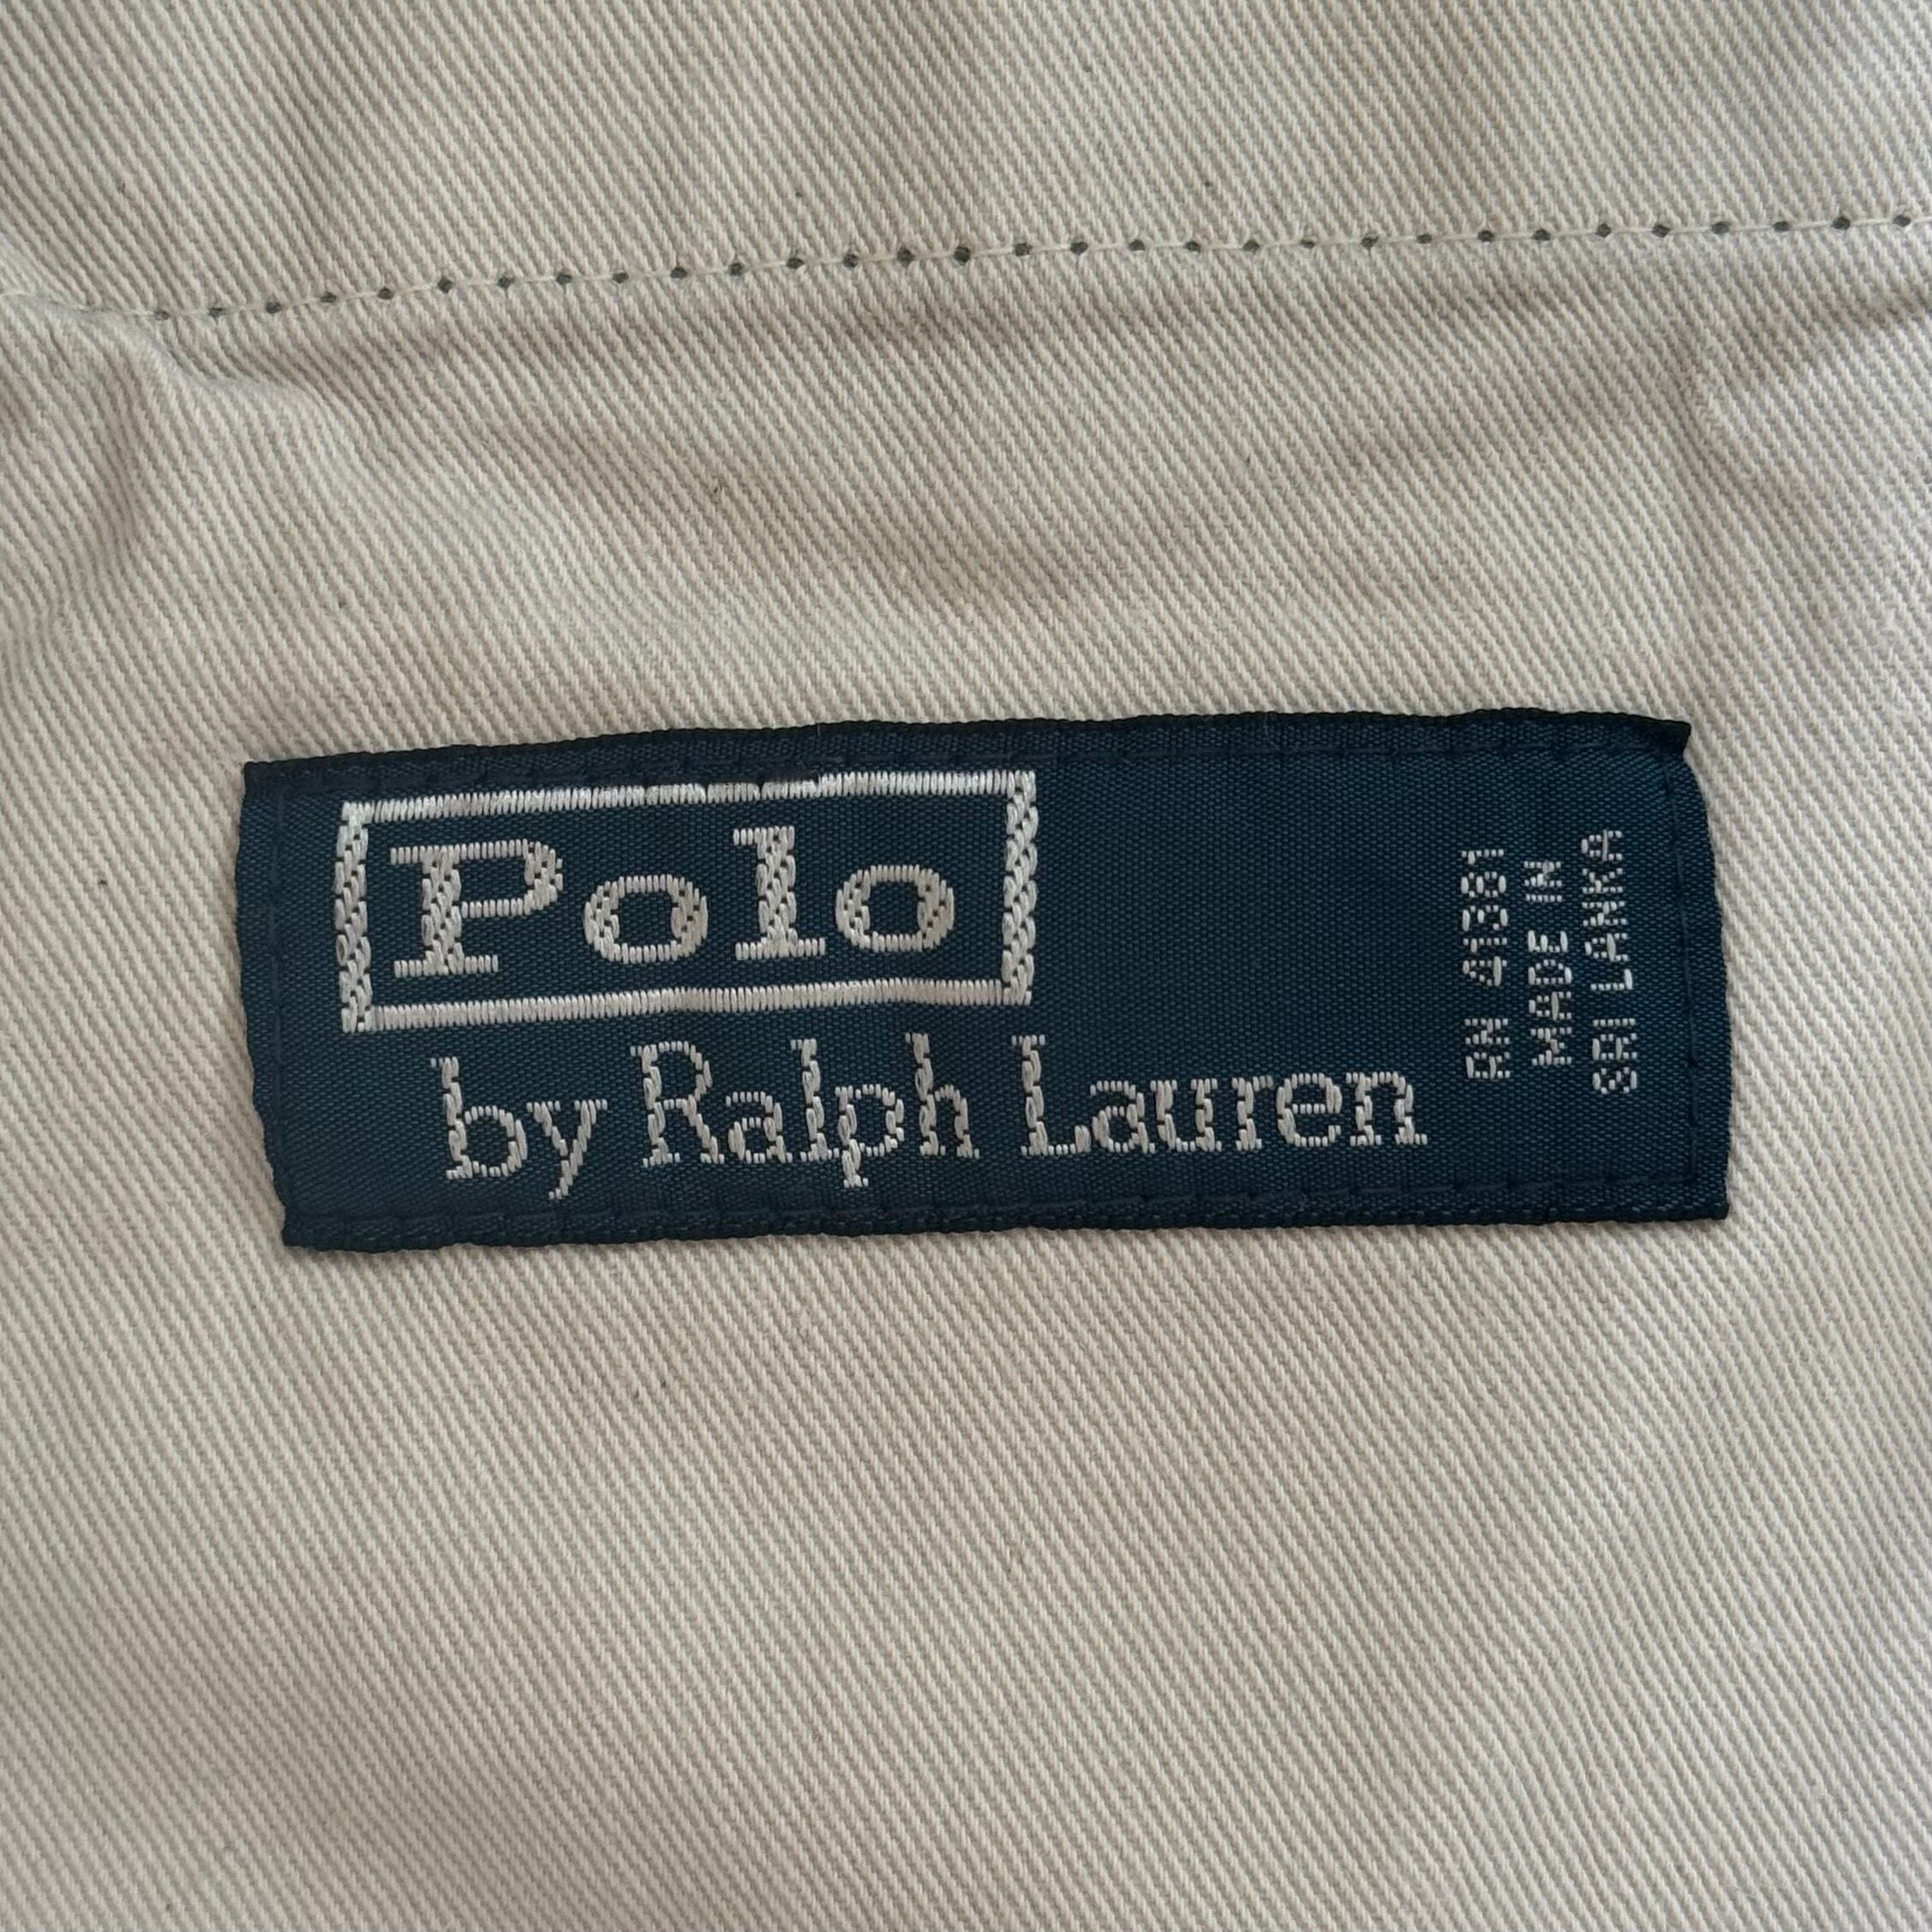 Polo
by Ralph Lauren
RN 41381
MADE IN
SRI LANKA